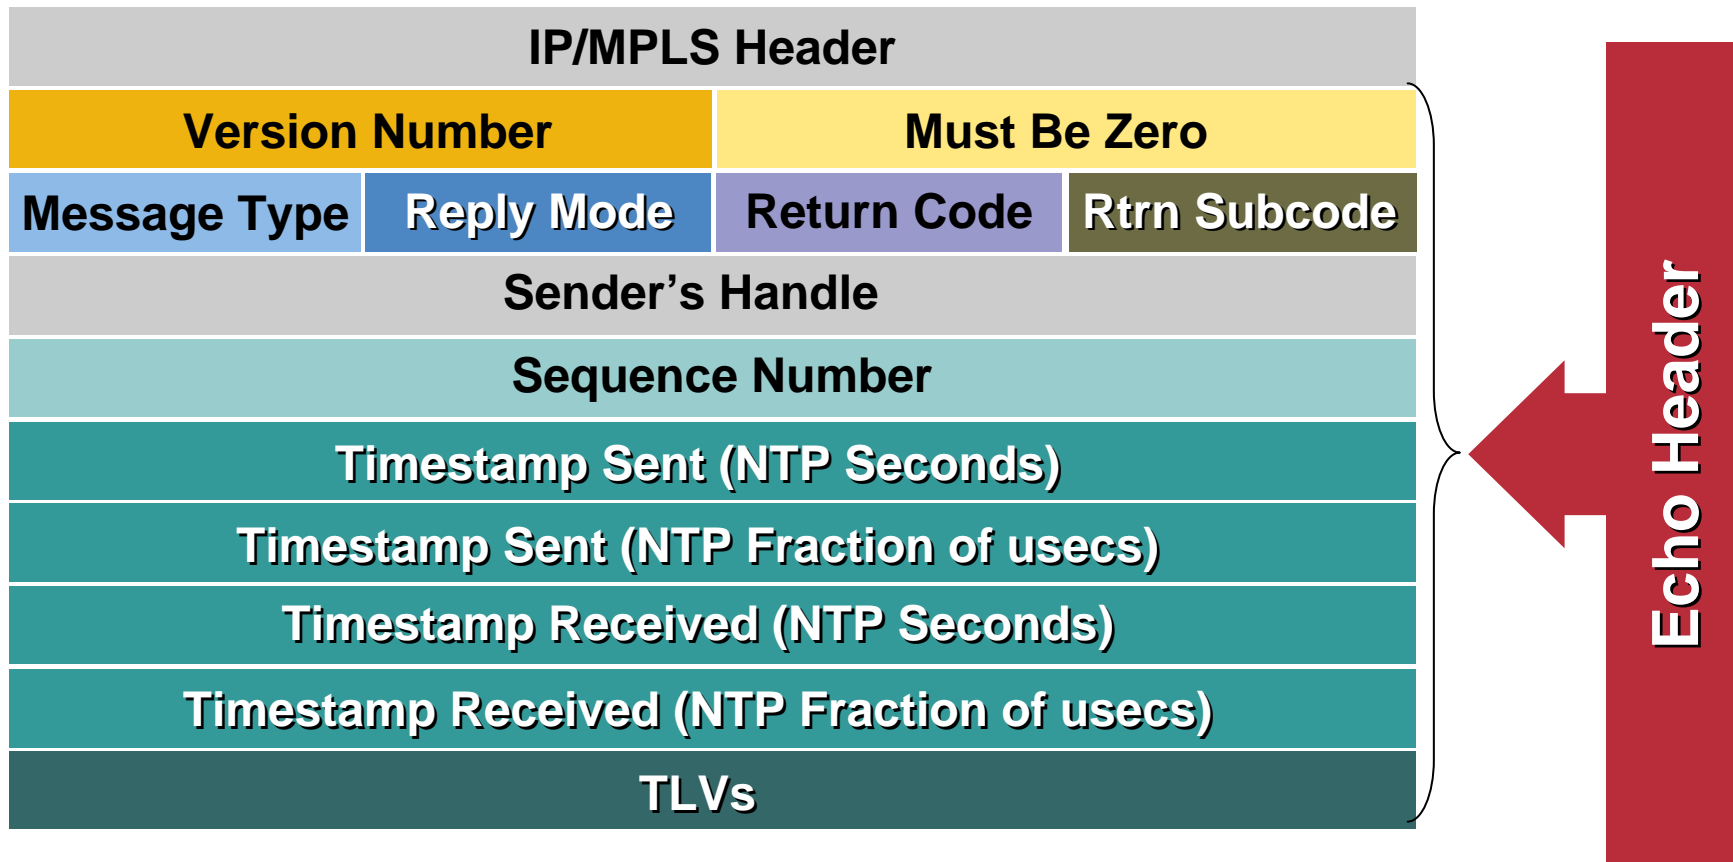 IP/MPLS Header
Version Number Must Be Zero
Message Type Reply Mode Return Code Rtrn Subcode
Sender’s Handle
Sequence Number
Timestamp Sent (NTP Seconds)
Timestamp Sent (NTP Fraction of usecs)
Timestamp Received (NTP Seconds)
Timestamp Received (NTP Fraction of usecs)
TLVs
Echo Header